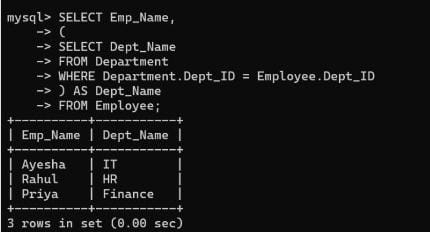 mysql> SELECT Emp_Name,
    -> (
    -> SELECT Dept_Name
    -> FROM Department
    -> WHERE Department.Dept_ID = Employee.Dept_ID
    -> ) AS Dept_Name
    -> FROM Employee;
+----------+-----------+
| Emp_Name | Dept_Name |
+----------+-----------+
| Ayesha   | IT        |
| Rahul    | HR        |
| Priya    | Finance   |
+----------+-----------+
3 rows in set (0.00 sec)